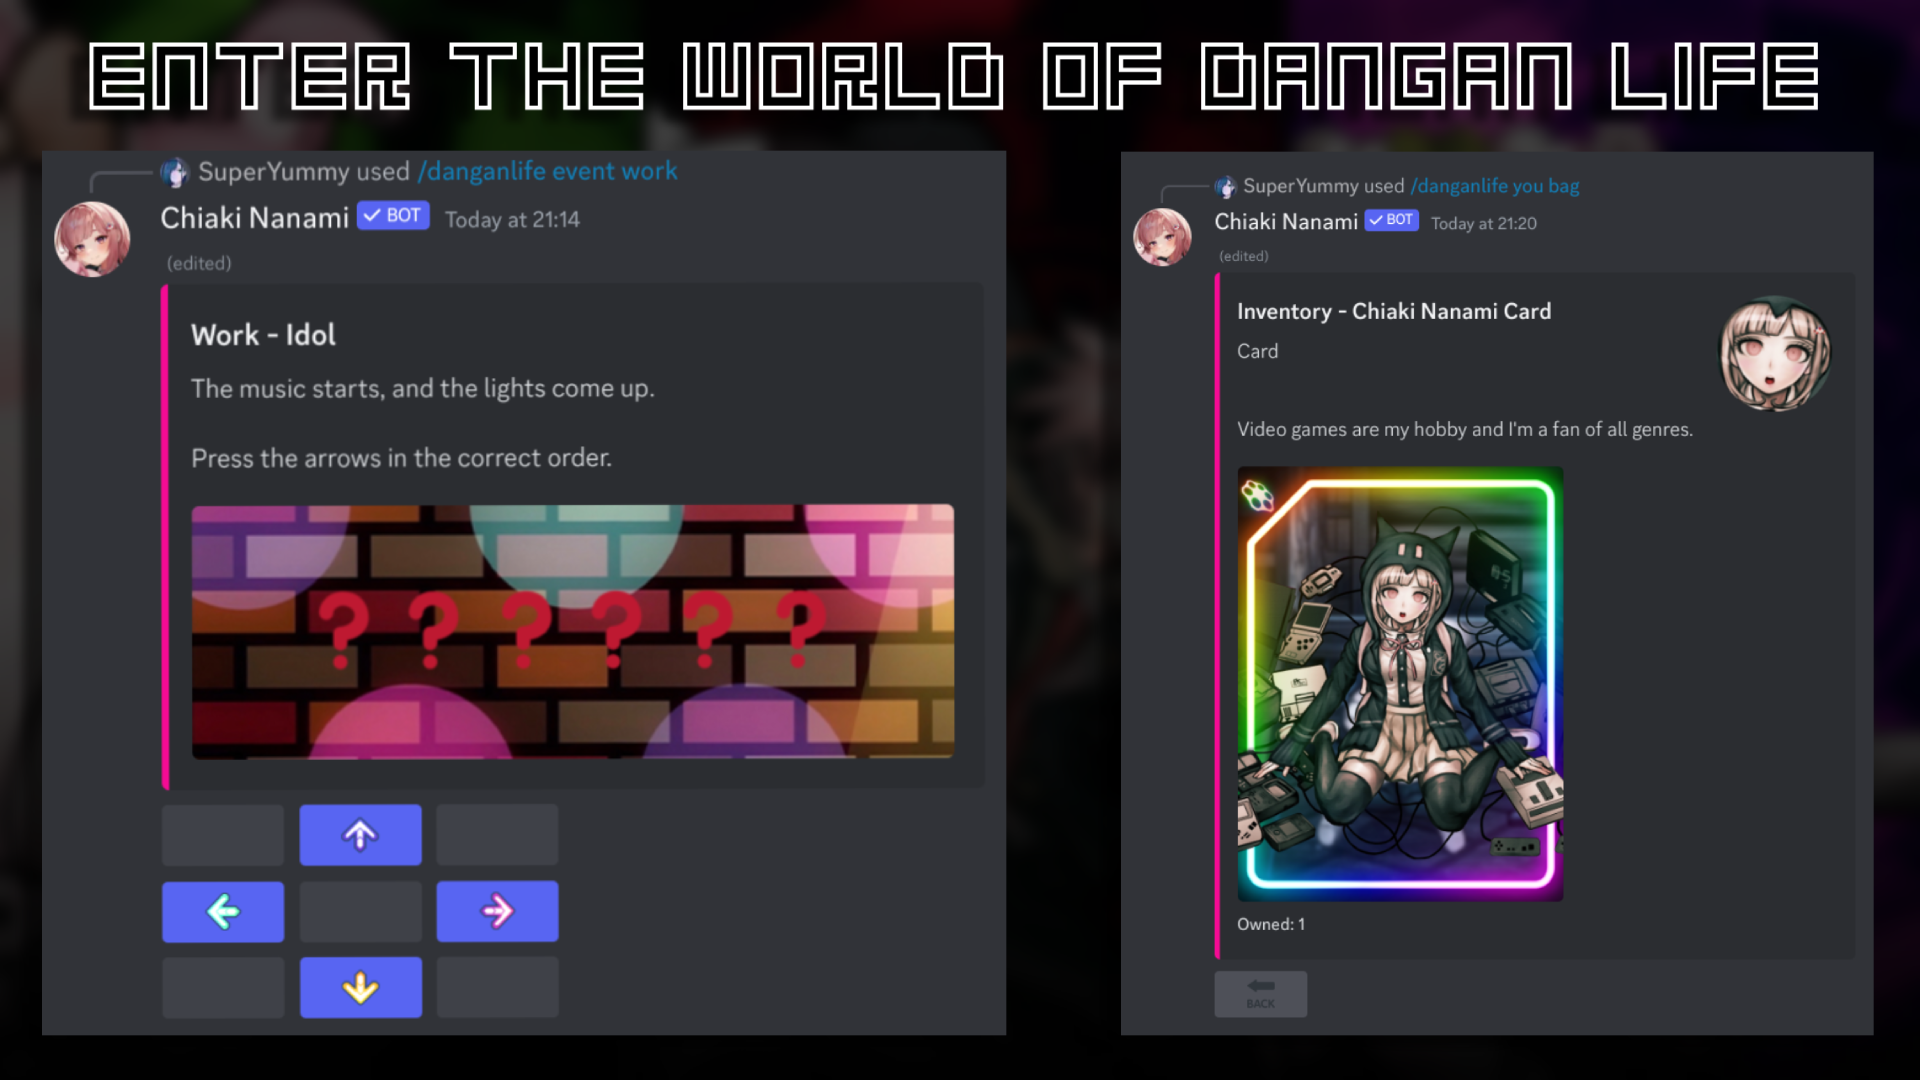 ENTER THE WORLD OF DANGAN LIFE
SuperYummy used /danganlife event work
Chiaki Nanami ✓ BOT Today at 21:14
(edited)
Work - Idol
The music starts, and the lights come up.
Press the arrows in the correct order.
? ? ? ? ? ?
SuperYummy used /danganlife you bag
Chiaki Nanami ✓ BOT Today at 21:20
(edited)
Inventory - Chiaki Nanami Card
Card
Video games are my hobby and I'm a fan of all genres.
Owned: 1
BACK